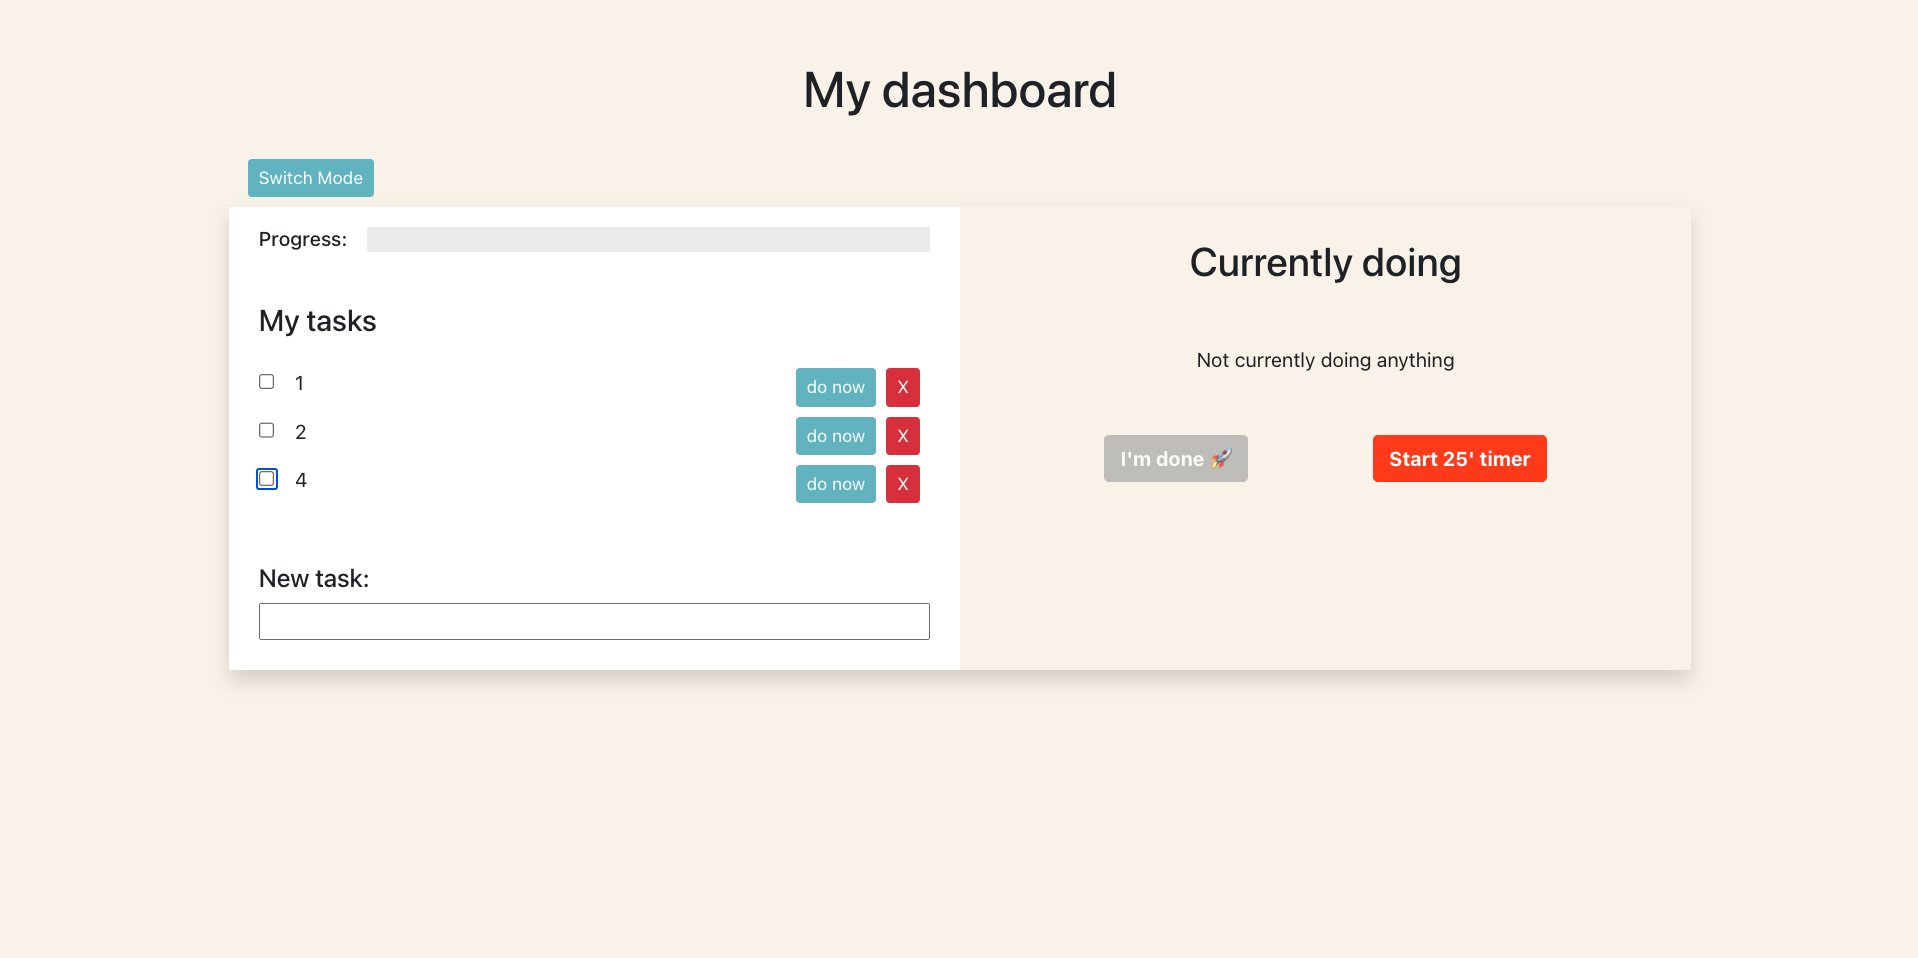 My dashboard
Switch Mode
Progress:
My tasks
1 do now X
2 do now X
4 do now X
New task:
Currently doing
Not currently doing anything
I'm done 🚀 Start 25' timer